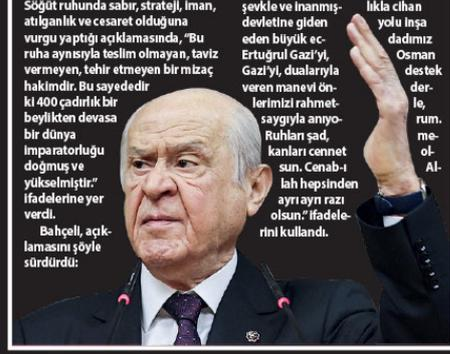 Söğüt ruhunda sabır, strateji, iman,
atılganlık ve cesaret olduğuna
vurgu yaptığı açıklamasında, “Bu
ruha aynısıyla teslim olmayan, taviz
vermeyen, tehir etmeyen bir mizaç
hakimdir. Bu sayededir
ki 400 çadırlık bir
beylikten devasa
bir dünya
imparatorluğu
doğmuş ve
yükselmiştir.”
ifadelerine yer
verdi.
Bahçeli, açık-
lamasını şöyle
sürdürdü:
şevkle ve inanmış-
lıkla cihan
devletine giden
yolu inşa
eden büyük ec-
dadımız
Ertuğrul Gazi’yi,
Osman
Gazi’yi, dualarıyla
destek
veren manevi ön-
der-
lerimizi rahmet-
le,
saygıyla anıyo-
rum.
Ruhları şad,
me-
kanları cennet
ol-
sun. Cenab-ı
Al-
lah hepsinden
ayrı ayrı razı
olsun.” ifadele-
rini kullandı.